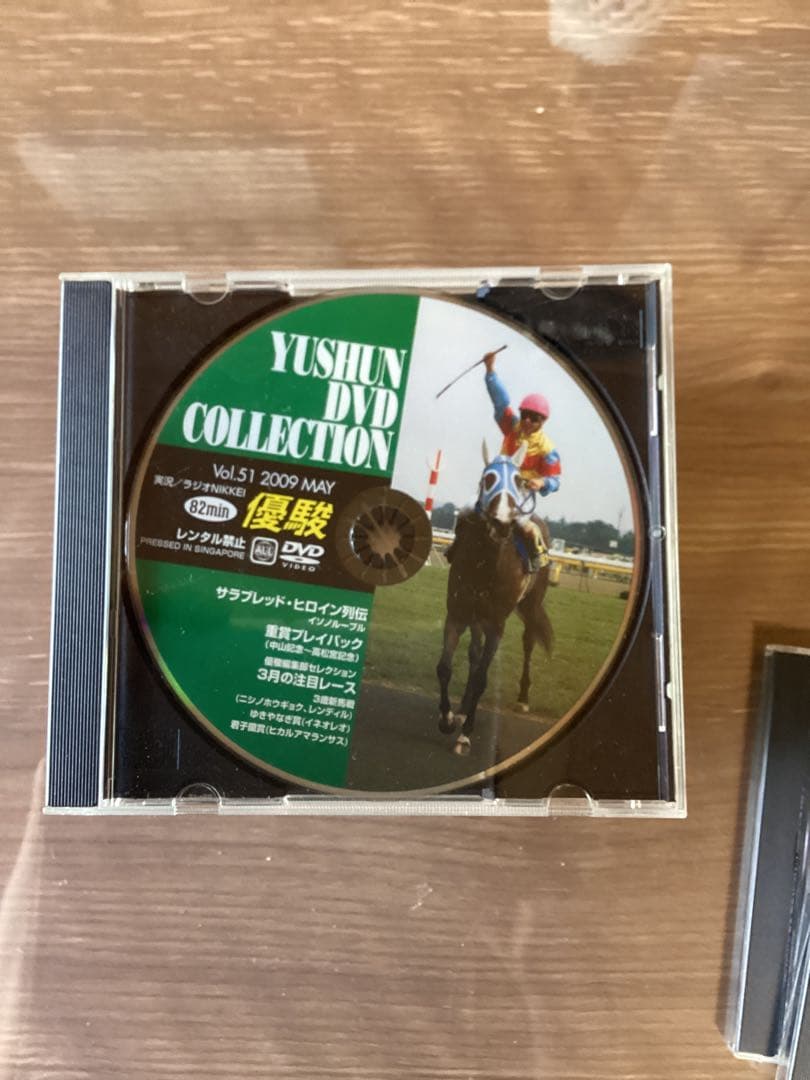 YUSHUN
DVD
COLLECTION
Vol.51 2009 MAY
実況/ラジオNIKKEI
82min
優駿
レンタル禁止
PRESSED IN SINGAPORE
ALL
DVD
VIDEO
サラブレッド・ヒロイン列伝
イソノルーブル
重賞プレイバック
(中山記念〜高松宮記念)
優駿編集部セレクション
3月の注目レース
3歳新馬戦
(ニシノホウギョウ、レンディル)
ゆきやなぎ賞(イネオレオ)
君子蘭賞(ヒカルアマランサス)